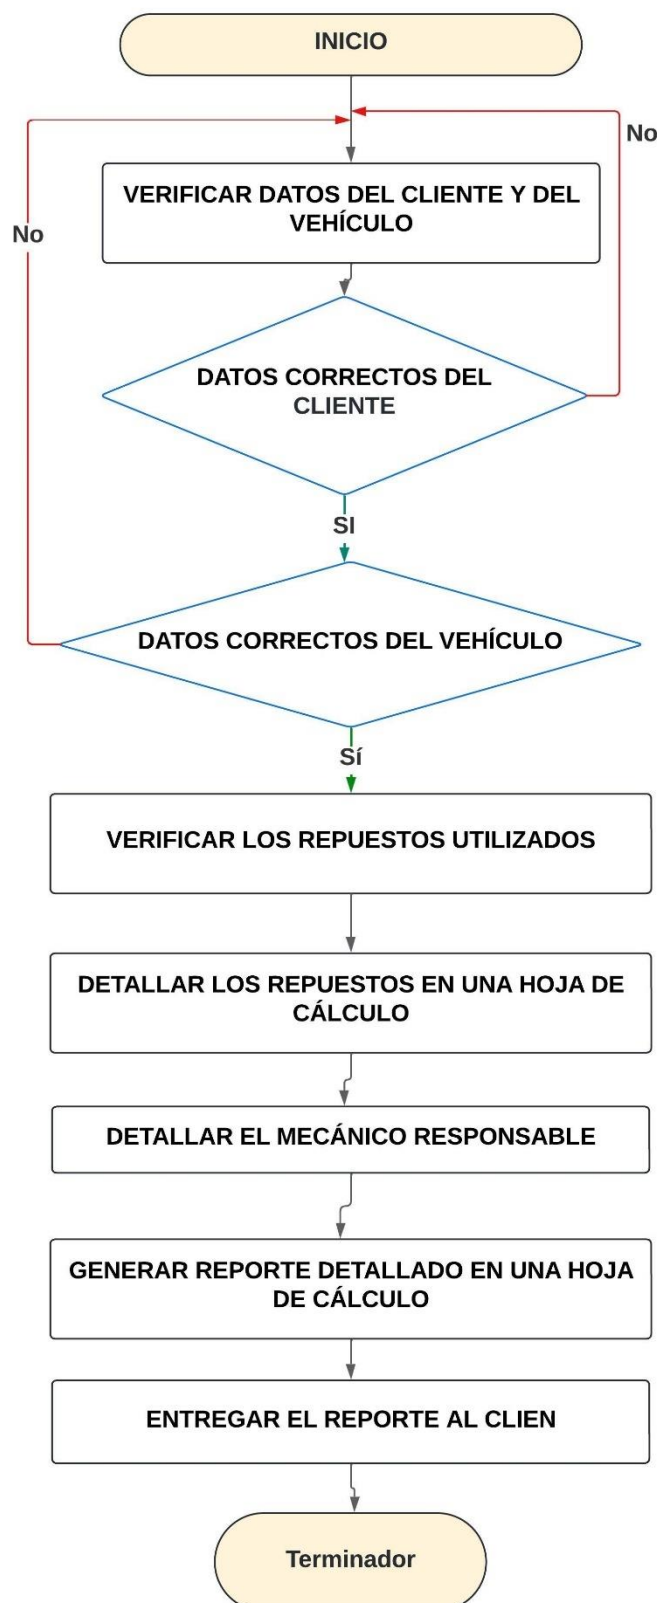 INICIO
No
VERIFICAR DATOS DEL CLIENTE Y DEL
VEHÍCULO
No
DATOS CORRECTOS DEL
CLIENTE
SI
DATOS CORRECTOS DEL VEHÍCULO
Sí
VERIFICAR LOS REPUESTOS UTILIZADOS
DETALLAR LOS REPUESTOS EN UNA HOJA DE
CÁLCULO
DETALLAR EL MECÁNICO RESPONSABLE
GENERAR REPORTE DETALLADO EN UNA HOJA
DE CÁLCULO
ENTREGAR EL REPORTE AL CLIEN
Terminador